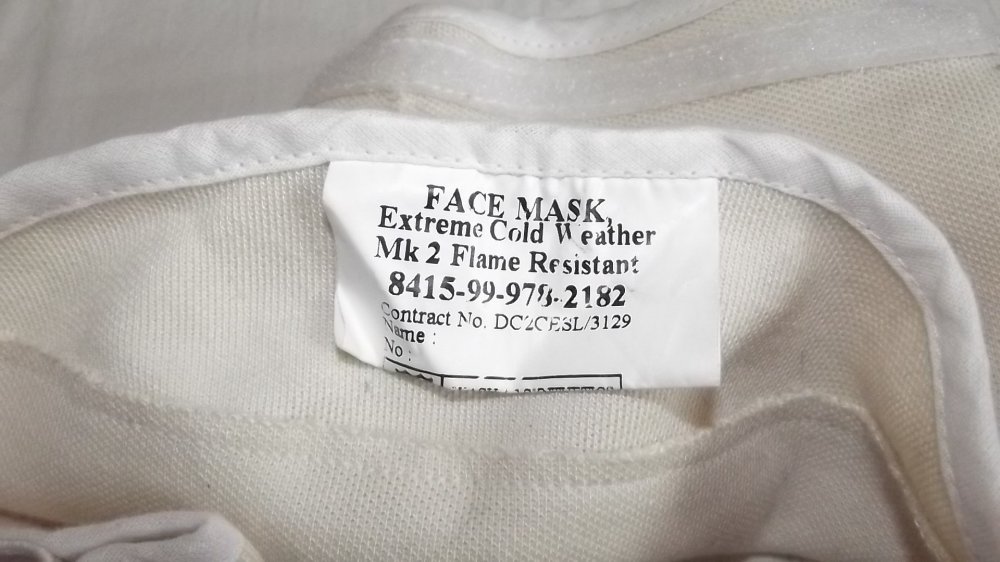 FACE MASK,
Extreme Cold Weather
Mk 2 Flame Resistant
8415-99-978-2182
Contract No. DC2CESL/3129
Name :
No :